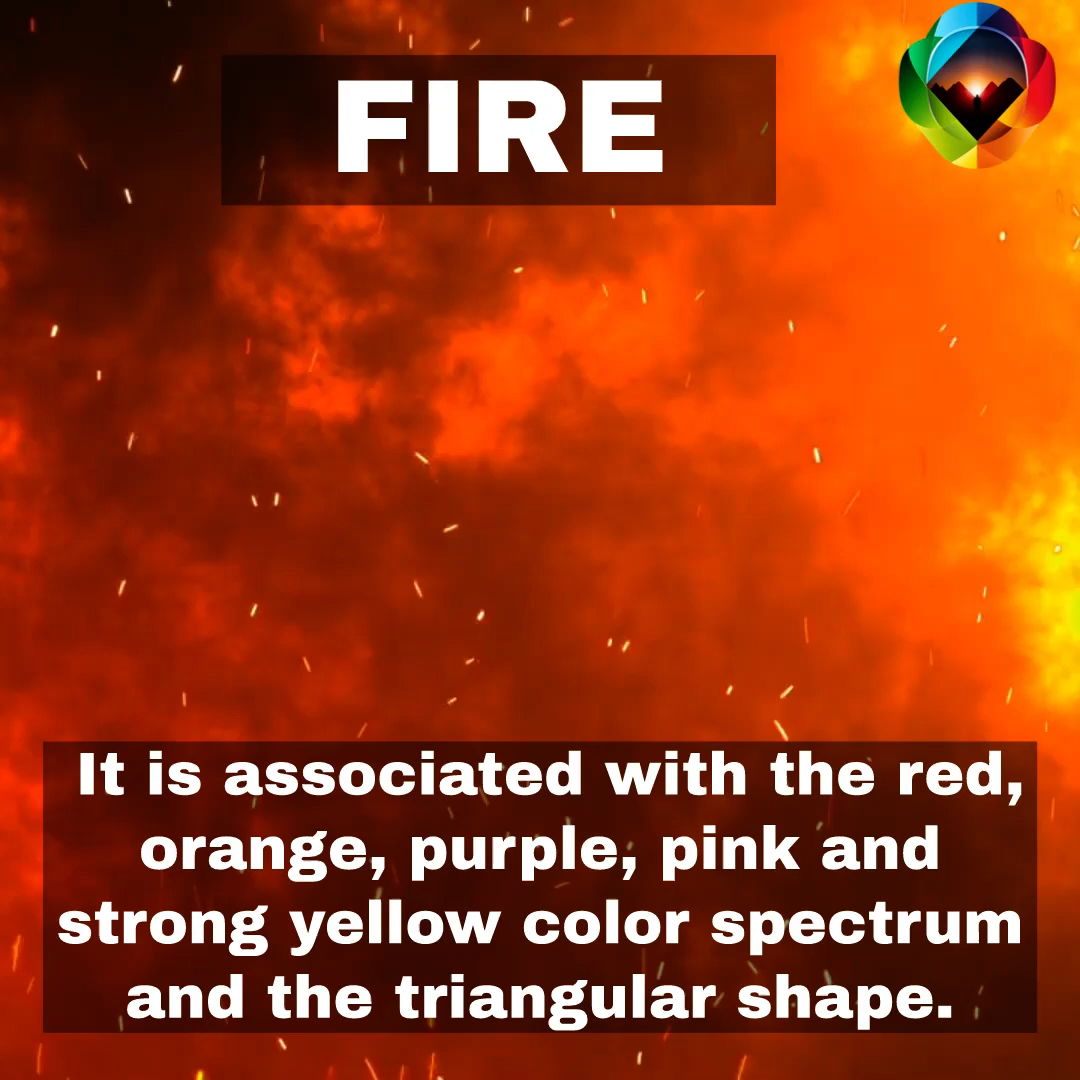 FIRE
It is associated with the red,
orange, purple, pink and
strong yellow color spectrum
and the triangular shape.